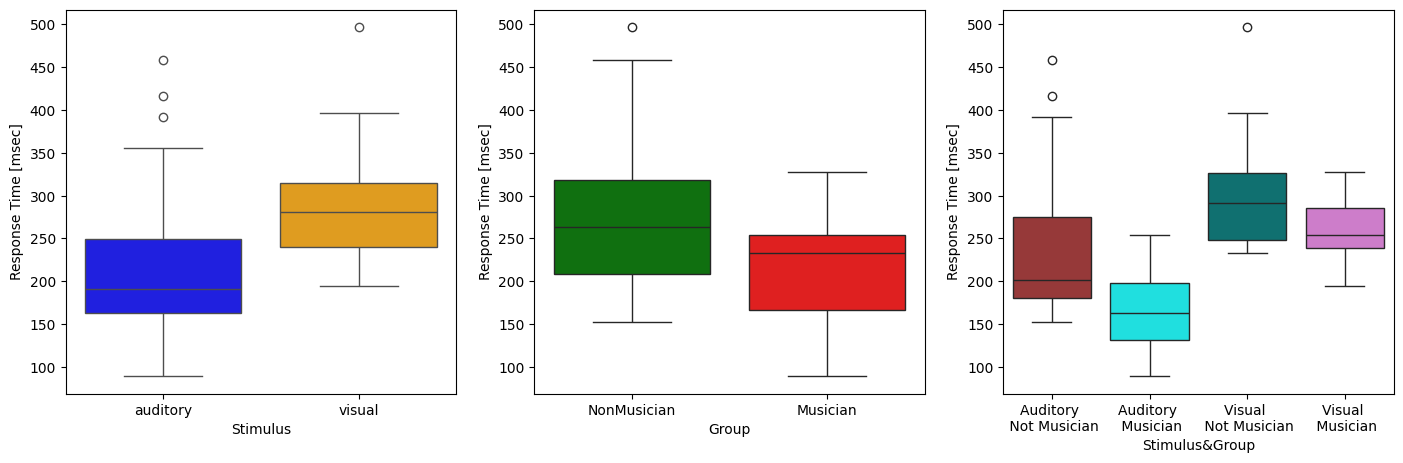 500
450
400
350
300
250
200
150
100
Response Time [msec]
auditory visual
Stimulus
500
450
400
350
300
250
200
150
100
Response Time [msec]
NonMusician Musician
Group
500
450
400
350
300
250
200
150
100
Response Time [msec]
Auditory Auditory Visual Visual
Not Musician Musician Not Musician Musician
Stimulus&Group